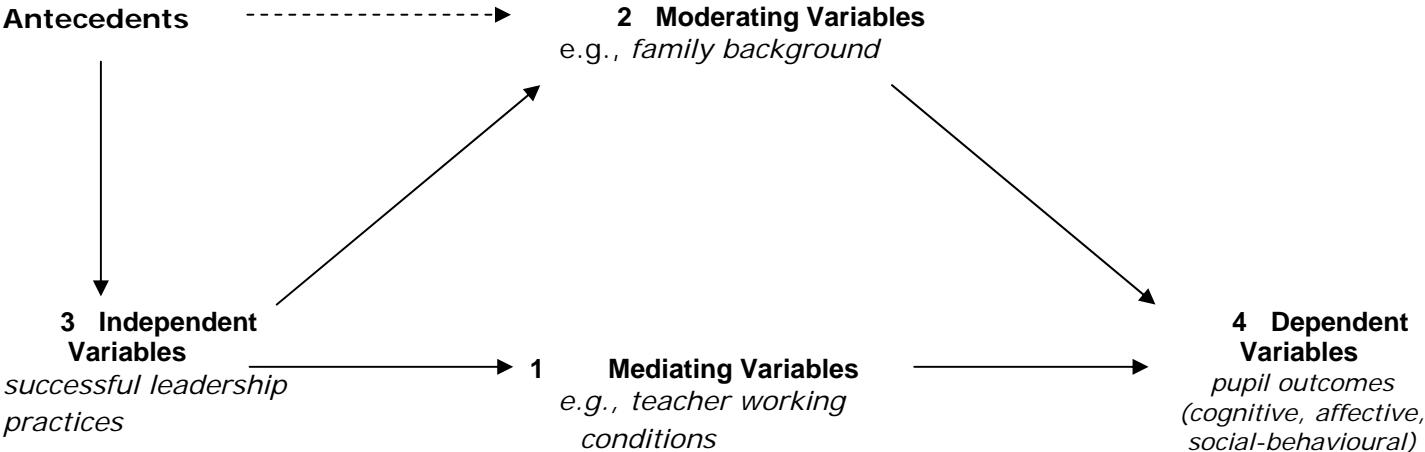 Antecedents
2 Moderating Variables
e.g., family background
3 Independent
Variables
successful leadership
practices
1 Mediating Variables
e.g., teacher working
conditions
4 Dependent
Variables
pupil outcomes
(cognitive, affective,
social-behavioural)